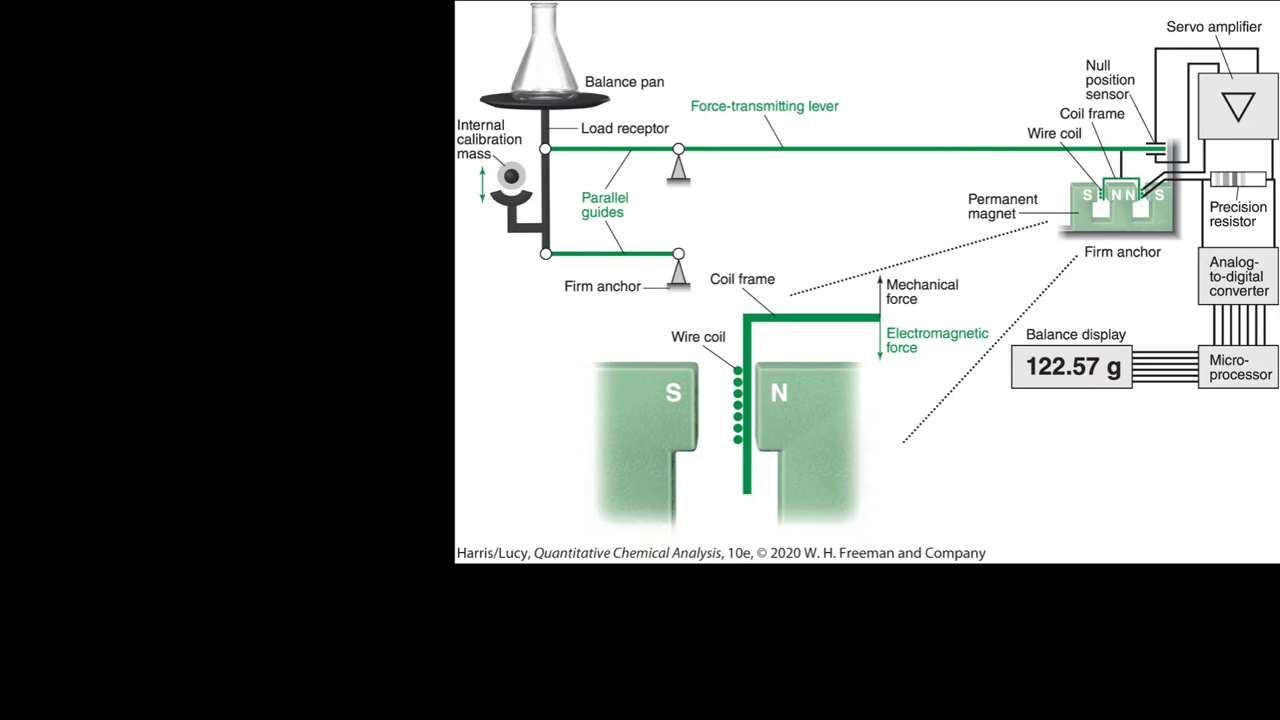 Servo amplifier
Null
position
sensor
Balance pan
Force-transmitting lever
Coil frame
Internal
calibration
mass
Load receptor
Wire coil
Parallel
guides
S
N
N
S
Permanent
magnet
Precision
resistor
Firm anchor
Analog-
to-digital
converter
Firm anchor
Coil frame
Mechanical
force
Electromagnetic
force
Wire coil
Balance display
122.57 g
Micro-
processor
S
N
Harris/Lucy, Quantitative Chemical Analysis, 10e, © 2020 W. H. Freeman and Company